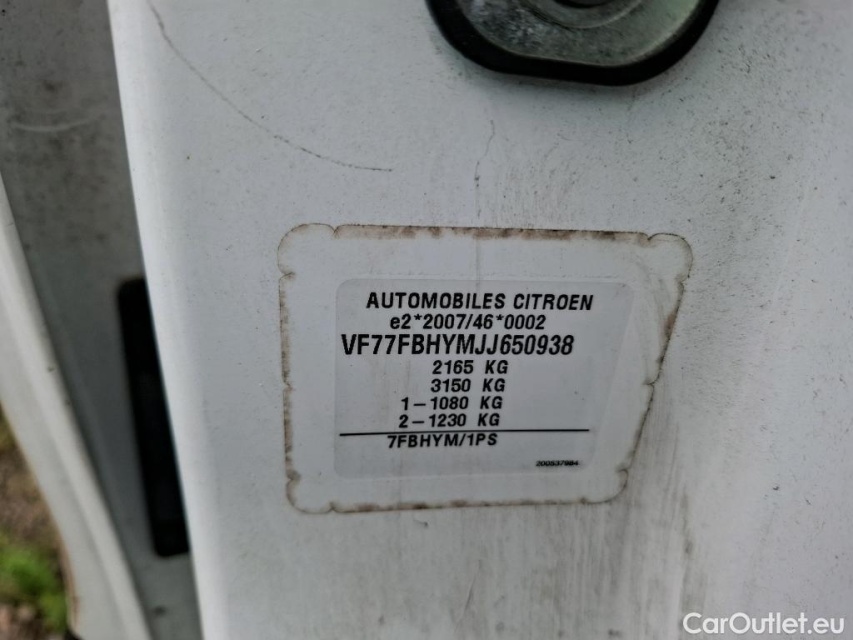 AUTOMOBILES CITROEN
e2*2007/46*0002
VF77FBHYMJJ650938
2165 KG
3150 KG
1-1080 KG
2-1230 KG
7FBHYM/1PS
CarOutlet.eu